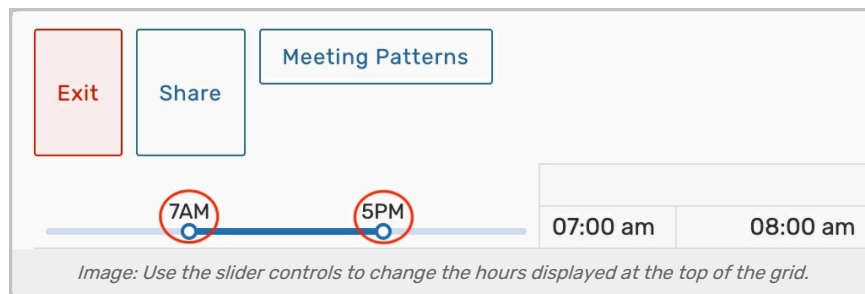 Meeting Patterns
Exit
Share
7AM
5PM
07:00 am
08:00 am
Image: Use the slider controls to change the hours displayed at the top of the grid.